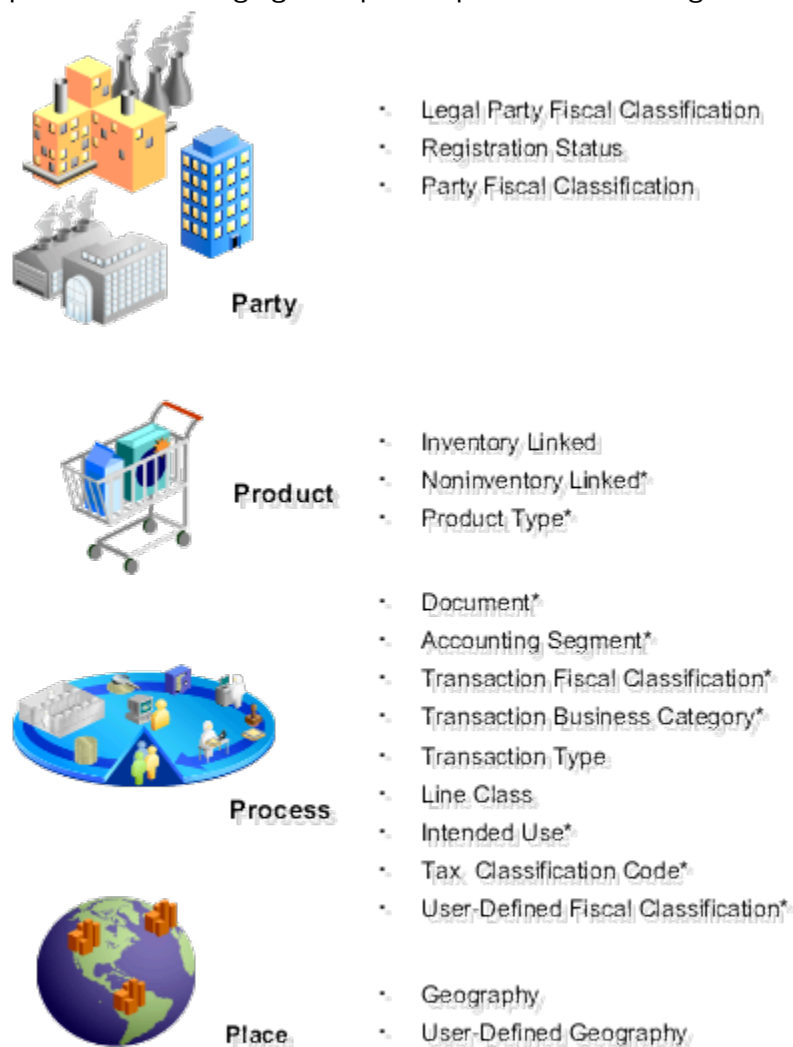 · Legal Party Fiscal Classification
· Registration Status
· Party Fiscal Classification
Party
· Inventory Linked
· Noninventory Linked*
· Product Type*
Product
· Document*
· Accounting Segment*
· Transaction Fiscal Classification*
· Transaction Business Category*
· Transaction Type
· Line Class
· Intended Use*
· Tax Classification Code*
· User-Defined Fiscal Classification*
Process
· Geography
· User-Defined Geography
Place